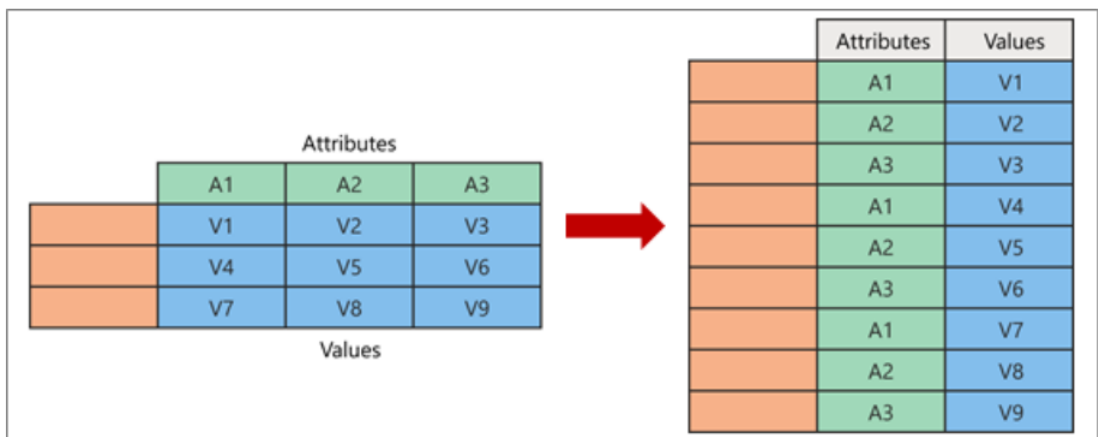 Attributes
A1 A2 A3
V1 V2 V3
V4 V5 V6
V7 V8 V9
Values
Attributes Values
A1 V1
A2 V2
A3 V3
A1 V4
A2 V5
A3 V6
A1 V7
A2 V8
A3 V9